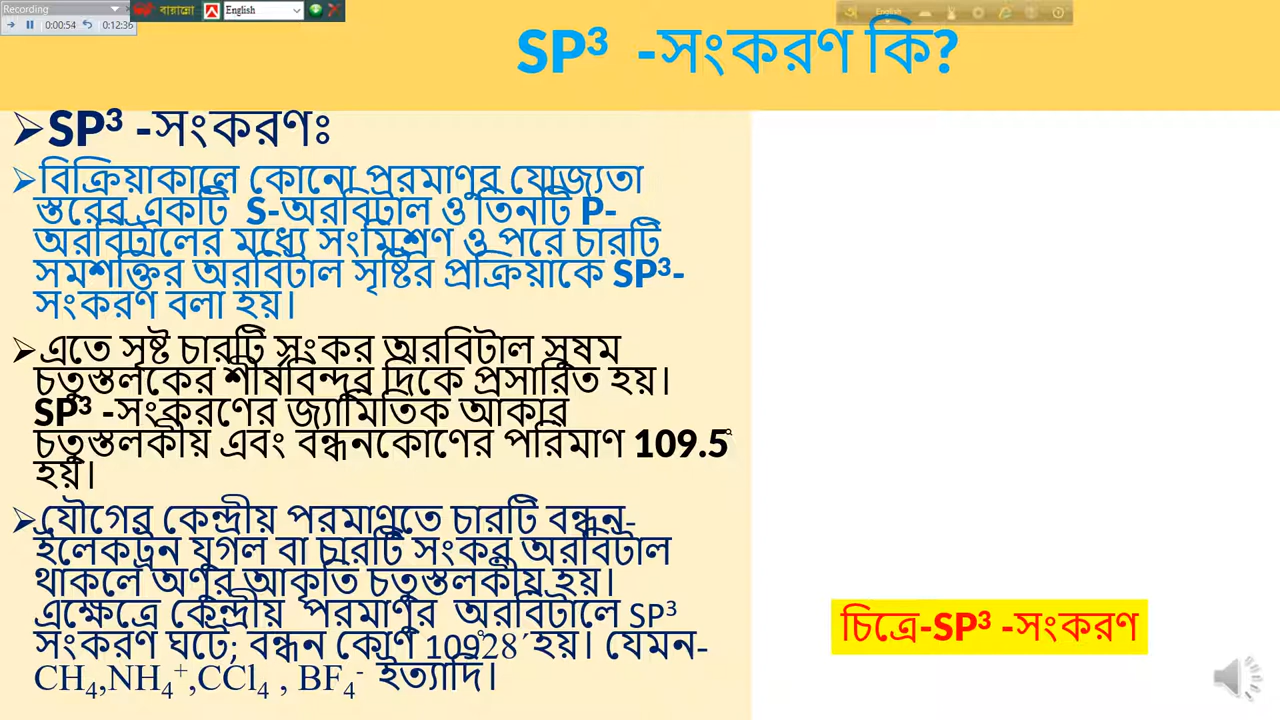 Recording
বায়ান্নো
English
English
0:00:54
0:12:36
SP³ -সংকরণ কি?
➢SP³ -সংকরণঃ
➢বিক্রিয়াকালে কোনো পরমাণুর যোজ্যতা
স্তরের একটি S-অরবিটাল ও তিনটি P-
অরবিটালের মধ্যে সংমিশ্রণ ও পরে চারটি
সমশক্তির অরবিটাল সৃষ্টির প্রক্রিয়াকে SP³-
সংকরণ বলা হয়।
➢এতে সৃষ্ট চারটি সংকর অরবিটাল সুষম
চতুস্তলকের শীর্ষবিন্দুর দিকে প্রসারিত হয়।
SP³ -সংকরণের জ্যামিতিক আকার
চতুস্তলকীয় এবং বন্ধনকোণের পরিমাণ 109.5°
হয়।
➢যৌগের কেন্দ্রীয় পরমাণুতে চারটি বন্ধন-
ইলেকট্রন যুগল বা চারটি সংকর অরবিটাল
থাকলে অণুর আকৃতি চতুস্তলকীয় হয়।
এক্ষেত্রে কেন্দ্রীয় পরমাণুর অরবিটালে SP³
সংকরণ ঘটে; বন্ধন কোণ 109°28´হয়। যেমন-
CH₄,NH₄⁺,CCl₄ , BF₄⁻ ইত্যাদি।
চিত্রে-SP³ -সংকরণ